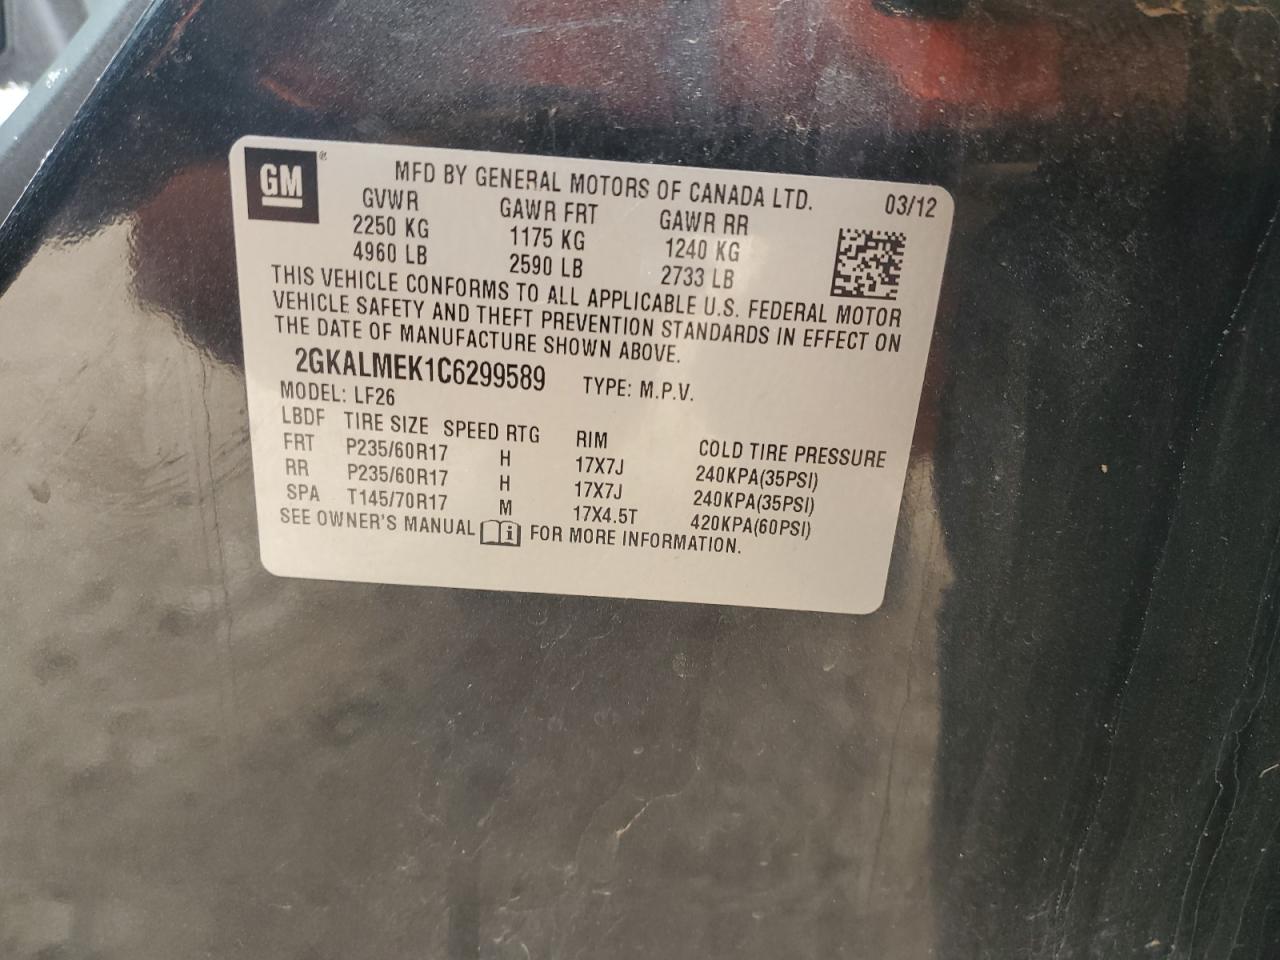 GM ®
MFD BY GENERAL MOTORS OF CANADA LTD. 03/12
GVWR GAWR FRT GAWR RR
2250 KG 1175 KG 1240 KG
4960 LB 2590 LB 2733 LB
THIS VEHICLE CONFORMS TO ALL APPLICABLE U.S. FEDERAL MOTOR
VEHICLE SAFETY AND THEFT PREVENTION STANDARDS IN EFFECT ON
THE DATE OF MANUFACTURE SHOWN ABOVE.
2GKALMEK1C6299589 TYPE: M.P.V.
MODEL: LF26
LBDF TIRE SIZE SPEED RTG RIM COLD TIRE PRESSURE
FRT P235/60R17 H 17X7J 240KPA(35PSI)
RR P235/60R17 H 17X7J 240KPA(35PSI)
SPA T145/70R17 M 17X4.5T 420KPA(60PSI)
SEE OWNER'S MANUAL i FOR MORE INFORMATION.